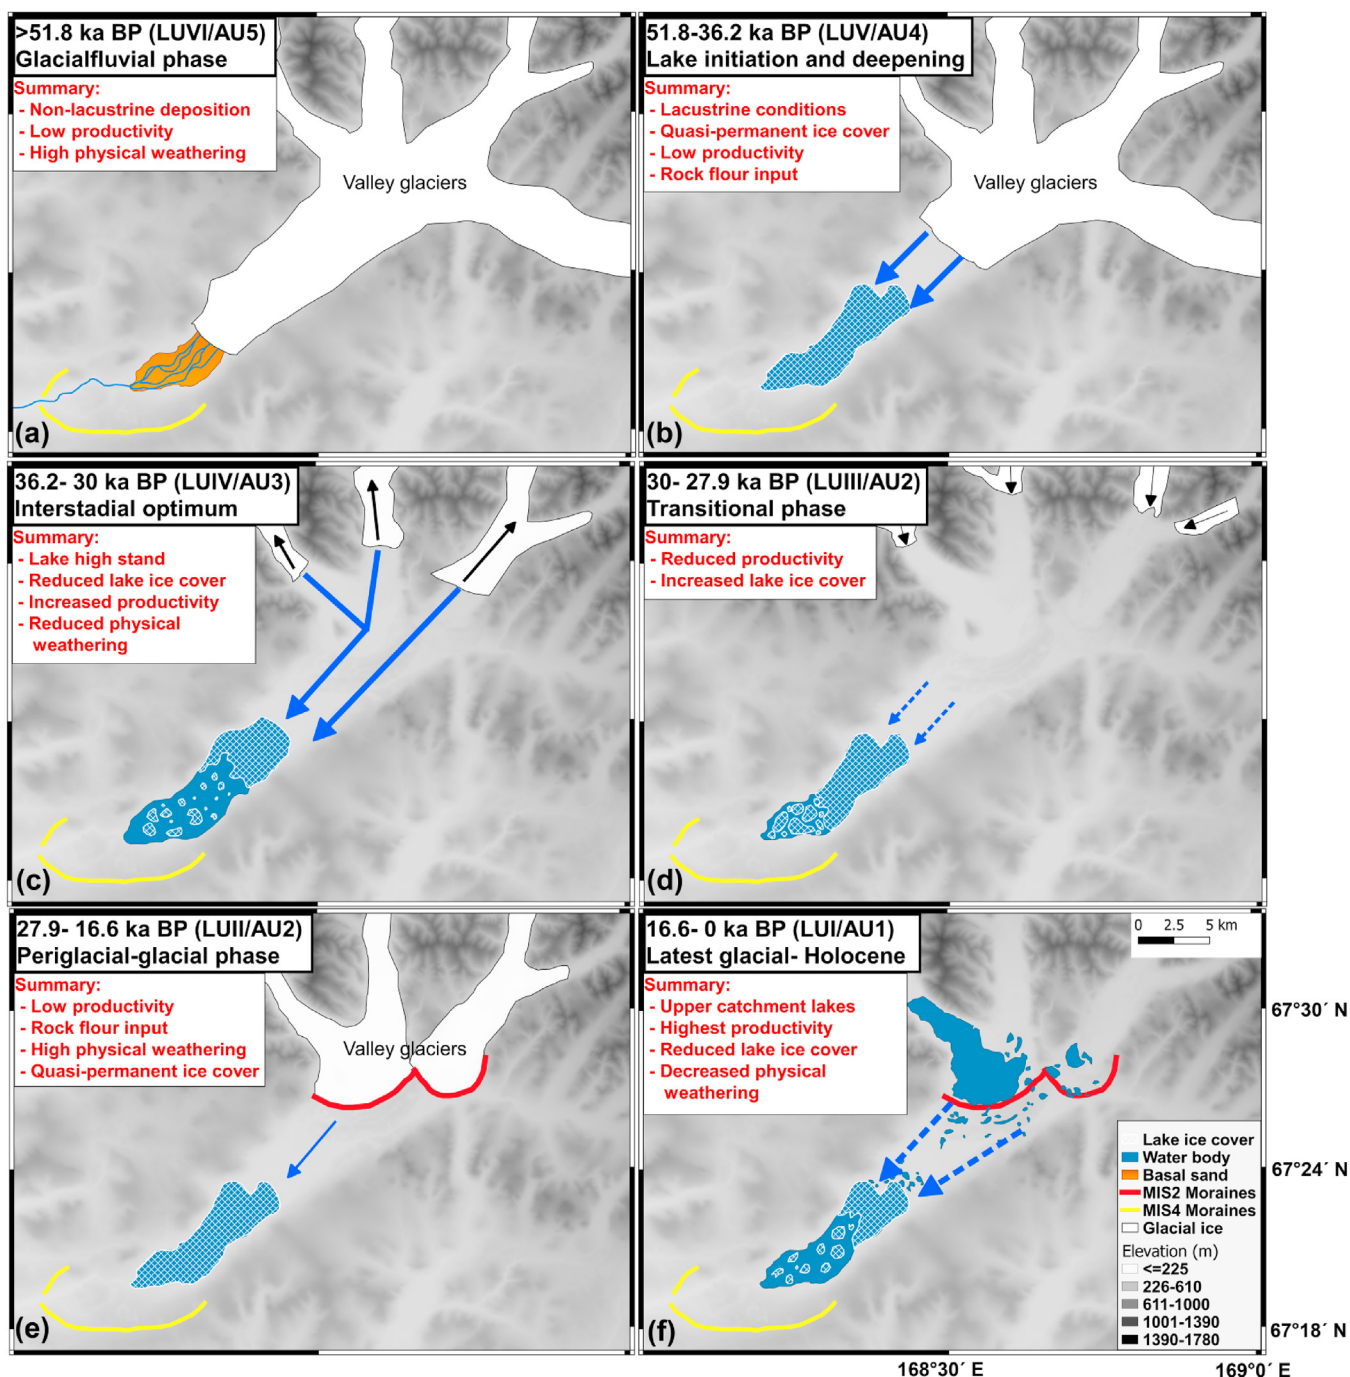 >51.8 ka BP (LUVI/AU5)
Glacialfluvial phase
Summary:
- Non-lacustrine deposition
- Low productivity
- High physical weathering
Valley glaciers
(a)
51.8-36.2 ka BP (LUV/AU4)
Lake initiation and deepening
Summary:
- Lacustrine conditions
- Quasi-permanent ice cover
- Low productivity
- Rock flour input
Valley glaciers
(b)
36.2- 30 ka BP (LUIV/AU3)
Interstadial optimum
Summary:
- Lake high stand
- Reduced lake ice cover
- Increased productivity
- Reduced physical
weathering
(c)
30- 27.9 ka BP (LUIII/AU2)
Transitional phase
Summary:
- Reduced productivity
- Increased lake ice cover
(d)
27.9- 16.6 ka BP (LUII/AU2)
Periglacial-glacial phase
Summary:
- Low productivity
- Rock flour input
- High physical weathering
- Quasi-permanent ice cover
Valley glaciers
(e)
16.6- 0 ka BP (LUI/AU1)
Latest glacial- Holocene
Summary:
- Upper catchment lakes
- Highest productivity
- Reduced lake ice cover
- Decreased physical
weathering
(f)
0 2.5 5 km
Lake ice cover
Water body
Basal sand
MIS2 Moraines
MIS4 Moraines
Glacial ice
Elevation (m)
<=225
226-610
611-1000
1001-1390
1390-1780
67°30´ N
67°24´ N
67°18´ N
168°30´ E
169°0´ E